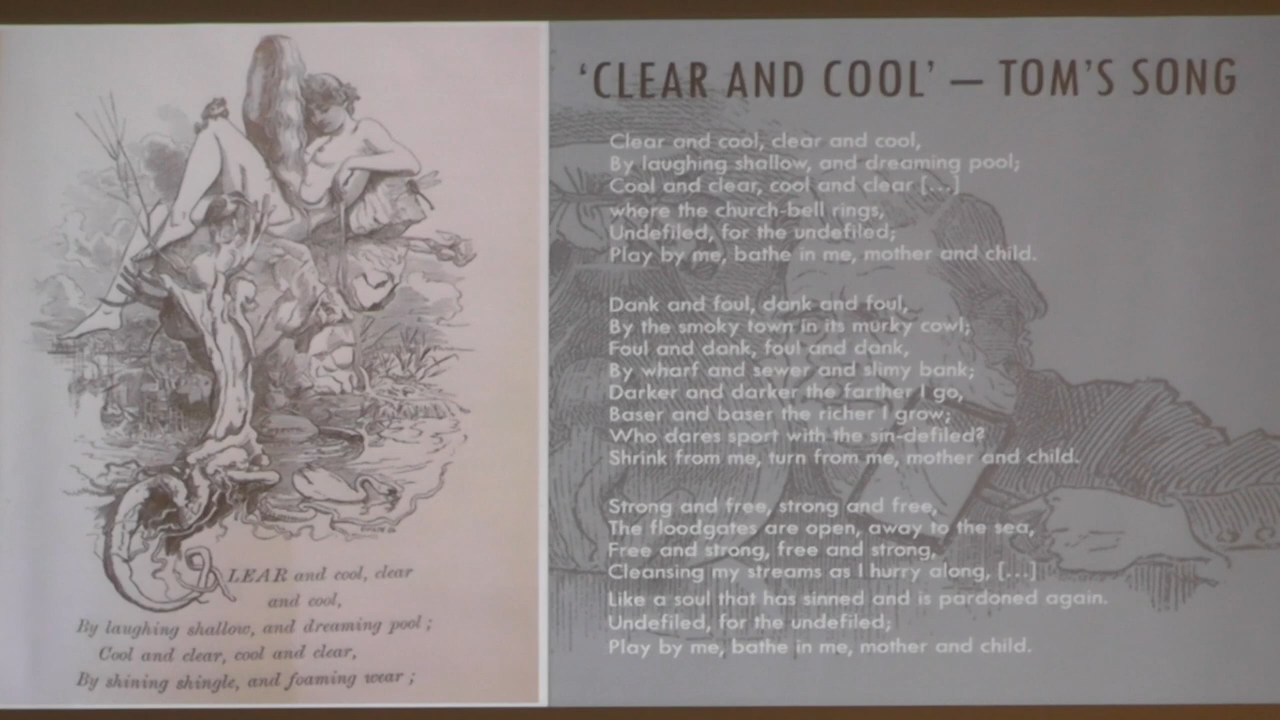 CLEAR and cool, clear
and cool,
By laughing shallow, and dreaming pool;
Cool and clear, cool and clear,
By shining shingle, and foaming wear;
'CLEAR AND COOL' – TOM'S SONG
Clear and cool, clear and cool,
By laughing shallow, and dreaming pool;
Cool and clear, cool and clear [...]
where the church-bell rings,
Undefiled, for the undefiled;
Play by me, bathe in me, mother and child.
Dank and foul, dank and foul,
By the smoky town in its murky cowl;
Foul and dank, foul and dank,
By wharf and sewer and slimy bank;
Darker and darker the farther I go,
Baser and baser the richer I grow;
Who dares sport with the sin-defiled?
Shrink from me, turn from me, mother and child.
Strong and free, strong and free,
The floodgates are open, away to the sea,
Free and strong, free and strong,
Cleansing my streams as I hurry along, [...]
Like a soul that has sinned and is pardoned again.
Undefiled, for the undefiled;
Play by me, bathe in me, mother and child.